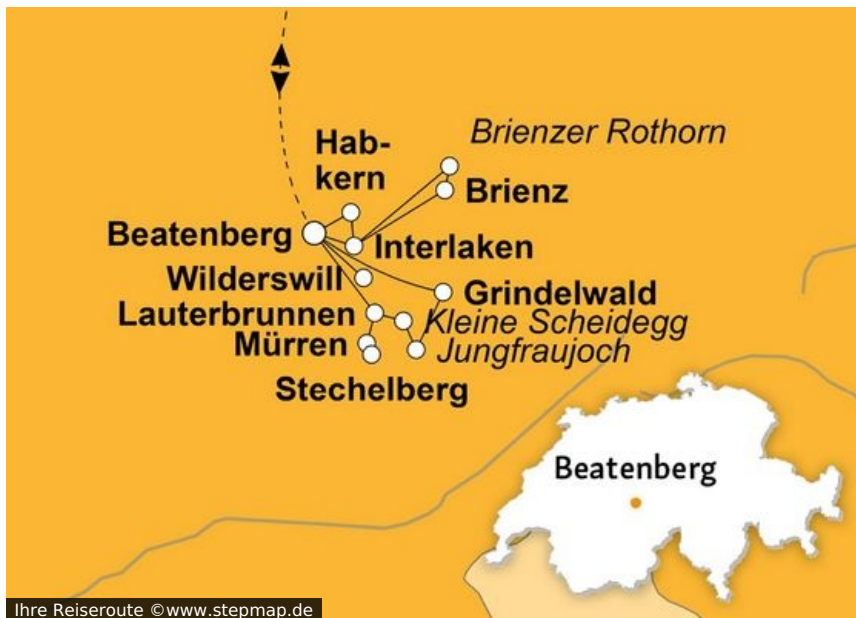 Brienzer Rothorn
Hab-
kern
Brienz
Beatenberg
Interlaken
Wilderswill
Grindelwald
Lauterbrunnen
Kleine Scheidegg
Mürren
Jungfraujoch
Stechelberg
Beatenberg
Ihre Reiseroute ©www.stepmap.de